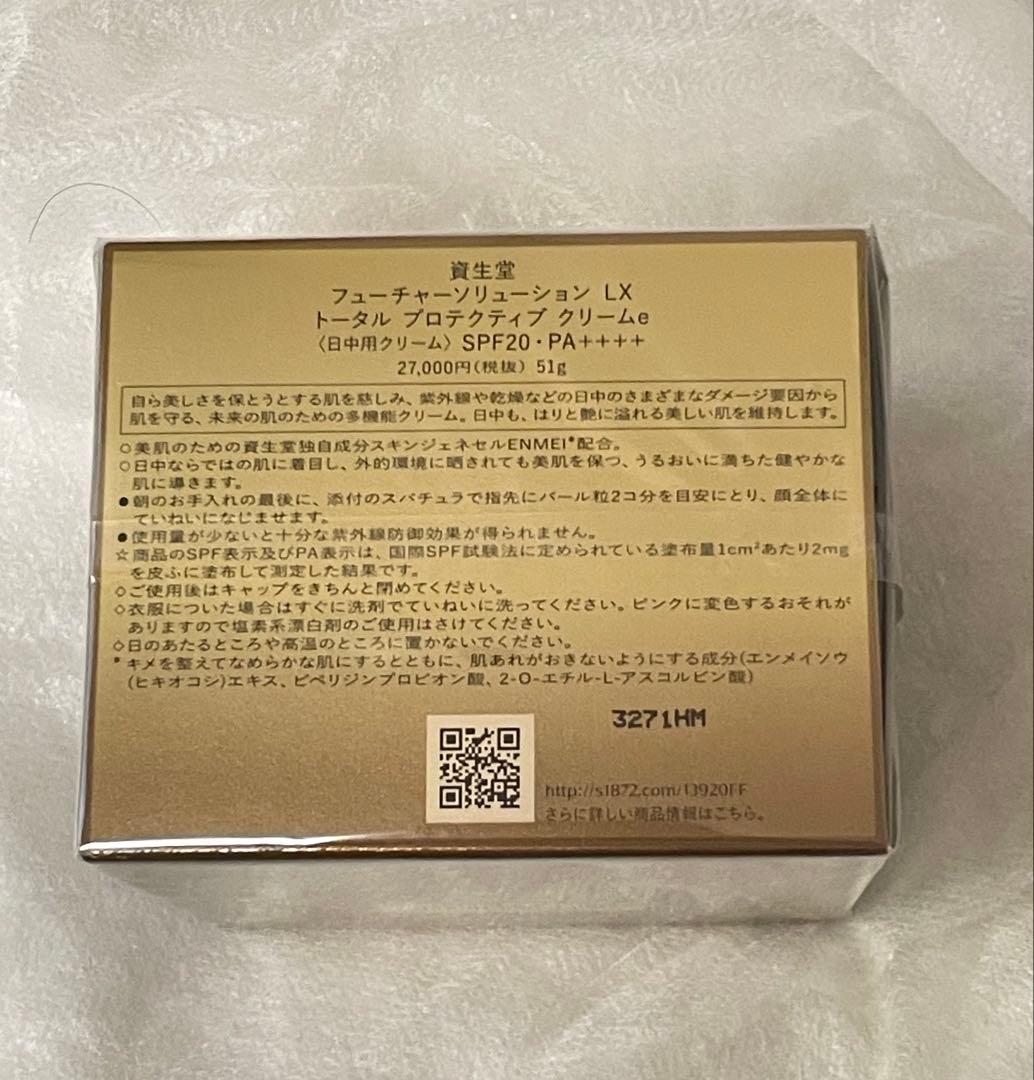 資生堂
フューチャーソリューション LX
トータル プロテクティブ クリームe
〈日中用クリーム〉 SPF20・PA++++
27,000円(税抜) 51g
自ら美しさを保とうとする肌を慈しみ、紫外線や乾燥などの日中のさまざまなダメージ要因から
肌を守る、未来の肌のための多機能クリーム。日中も、はりと艶に溢れる美しい肌を維持します。
○美肌のための資生堂独自成分スキンジェネセルENMEI*配合。
○日中ならではの肌に着目し、外的環境に晒されても美肌を保つ、うるおいに満ちた健やかな
肌に導きます。
●朝のお手入れの最後に、添付のスパチュラで指先にパール粒2コ分を目安にとり、顔全体に
ていねいになじませます。
●使用量が少ないと十分な紫外線防御効果が得られません。
☆商品のSPF表示及びPA表示は、国際SPF試験法に定められている塗布量1cm²あたり2mg
を皮ふに塗布して測定した結果です。
◇ご使用後はキャップをきちんと閉めてください。
◇衣服についた場合はすぐに洗剤でていねいに洗ってください。ピンクに変色するおそれが
ありますので塩素系漂白剤のご使用はさけてください。
◇日のあたるところや高温のところに置かないでください。
*キメを整えてなめらかな肌にするとともに、肌あれがおきないようにする成分(エンメイソウ
(ヒキオコシ)エキス、ピペリジンプロピオン酸、2-O-エチル-L-アスコルビン酸)
3271HM
http://s1872.com/13920FF
さらに詳しい商品情報はこちら。